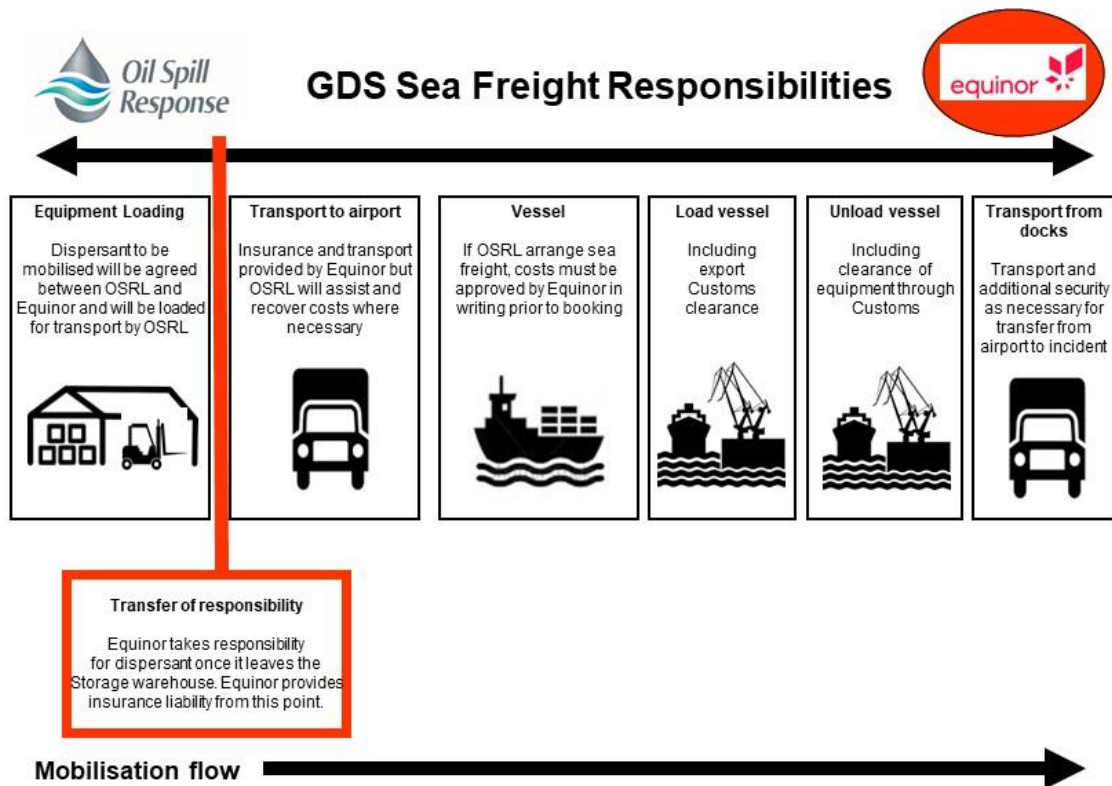 Oil Spill
Response
GDS Sea Freight Responsibilities
equinor
Equipment Loading
Dispersant to be
mobilised will be agreed
between OSRL and
Equinor and will be loaded
for transport by OSRL
Transport to airport
Insurance and transport
provided by Equinor but
OSRL will assist and
recover costs where
necessary
Vessel
If OSRL arrange sea
freight, costs must be
approved by Equinor in
writing prior to booking
Load vessel
Including
export
Customs
clearance
Unload vessel
Including
clearance of
equipment through
Customs
Transport from
docks
Transport and
additional security
as necessary for
transfer from
airport to incident
Transfer of responsibility
Equinor takes responsibility
for dispersant once it leaves the
Storage warehouse. Equinor provides
insurance liability from this point.
Mobilisation flow